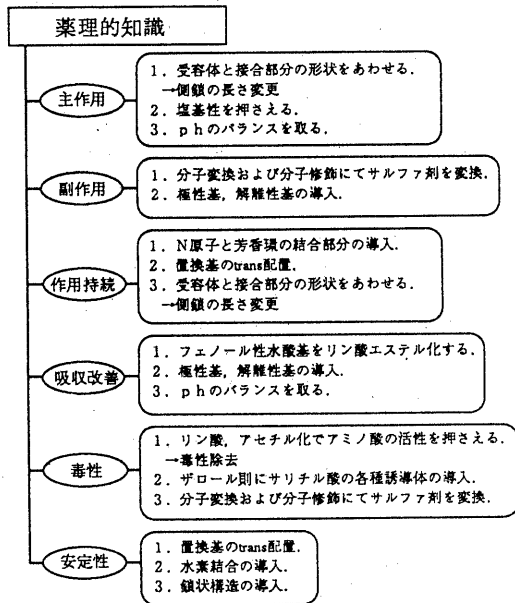 薬理的知識
主作用
1．受容体と接合部分の形状をあわせる．
→側鎖の長さ変更
2．塩基性を押さえる．
3．ｐｈのバランスを取る．
副作用
1．分子変換および分子修飾にてサルファ剤を変換．
2．極性基，解離性基の導入．
作用持続
1．N原子と芳香環の結合部分の導入．
2．置換基のtrans配置．
3．受容体と接合部分の形状をあわせる．
→側鎖の長さ変更
吸収改善
1．フェノール性水酸基をリン酸エステル化する．
2．極性基，解離性基の導入．
3．ｐｈのバランスを取る．
毒性
1．リン酸，アセチル化でアミノ酸の活性を押さえる．
→毒性除去
2．ザロール則にサリチル酸の各種誘導体の導入．
3．分子変換および分子修飾にてサルファ剤を変換．
安定性
1．置換基のtrans配置．
2．水素結合の導入．
3．鎖状構造の導入．